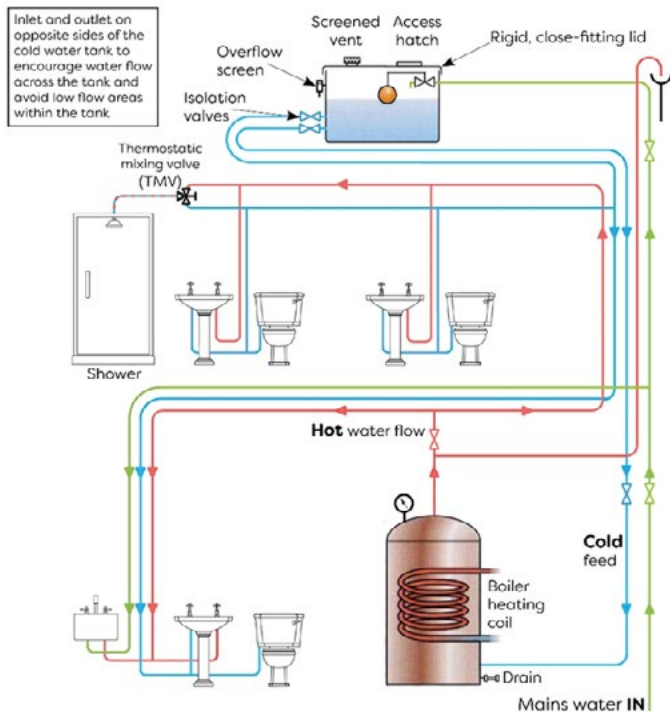 Inlet and outlet on
opposite sides of the
cold water tank to
encourage water flow
across the tank and
avoid low flow areas
within the tank
Screened
vent
Access
hatch
Rigid, close-fitting lid
Overflow
screen
Isolation
valves
Thermostatic
mixing valve
(TMV)
Shower
Hot water flow
Cold
feed
Boiler
heating
coil
Drain
Mains water IN